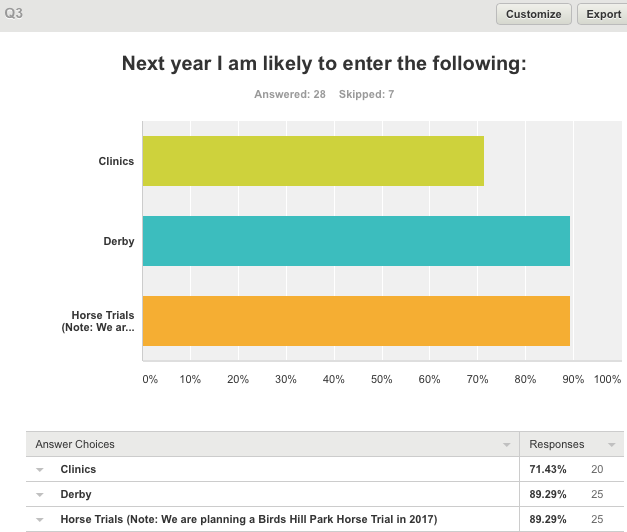 Q3
Customize Export
Next year I am likely to enter the following:
Answered: 28 Skipped: 7
Clinics
Derby
Horse Trials
(Note: We ar...
0% 10% 20% 30% 40% 50% 60% 70% 80% 90% 100%
Answer Choices Responses
Clinics 71.43% 20
Derby 89.29% 25
Horse Trials (Note: We are planning a Birds Hill Park Horse Trial in 2017) 89.29% 25